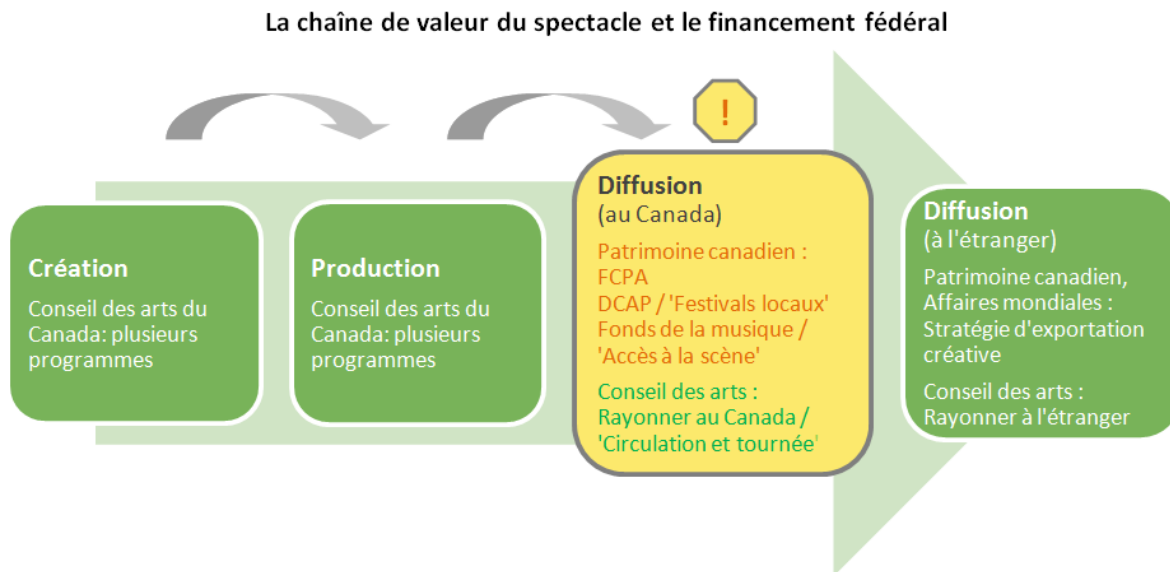 La chaîne de valeur du spectacle et le financement fédéral
Création
Conseil des arts du
Canada: plusieurs
programmes
Production
Conseil des arts du
Canada: plusieurs
programmes
!
Diffusion
(au Canada)
Patrimoine canadien :
FCPA
DCAP / 'Festivals locaux'
Fonds de la musique /
'Accès à la scène'
Conseil des arts :
Rayonner au Canada /
'Circulation et tournée'
Diffusion
(à l'étranger)
Patrimoine canadien,
Affaires mondiales :
Stratégie d'exportation
créative
Conseil des arts :
Rayonner à l'étranger